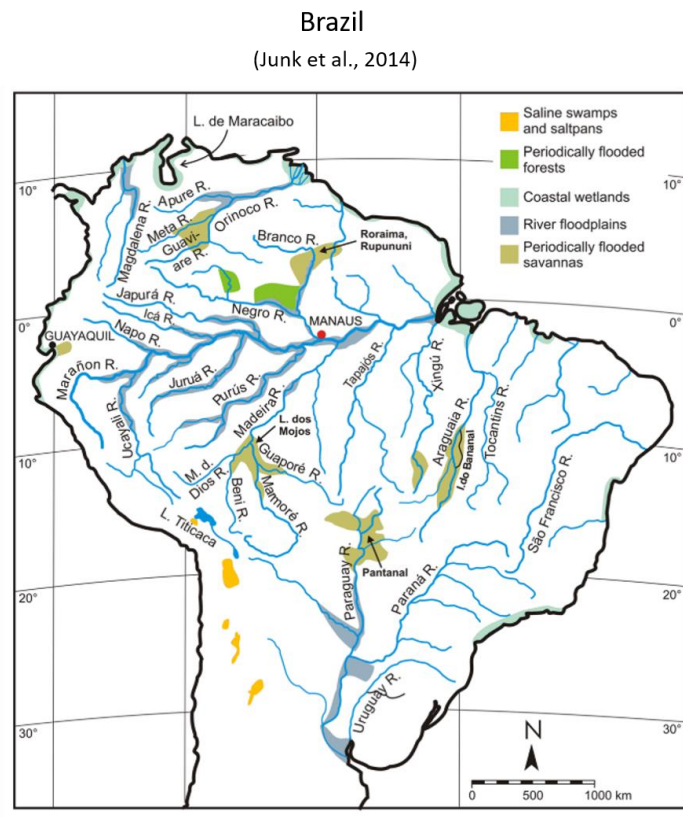 Brazil
(Junk et al., 2014)
Saline swamps
and saltpans
Periodically flooded
forests
Coastal wetlands
River floodplains
Periodically flooded
savannas
L. de Maracaibo
10°
10°
Magdalena R.
Apure R.
Meta R.
Orinoco R.
Guavi-
are R.
Branco R.
Roraima,
Rupununi
Japurá R.
Içá R.
Negro R.
MANAUS
0°
0°
GUAYAQUIL
Napo R.
Marañon R.
Juruá R.
Purús R.
Ucayali R.
Madeira R.
Tapajós R.
Xingú R.
Araguaia R.
I.do Bananal
Tocantins R.
L. dos
Mojos
Guaporé R.
10°
10°
M. d.
Dios R.
Beni R.
Mamoré R.
São Francisco R.
L. Titicaca
Pantanal
Paraguay R.
Paraná R.
20°
20°
Uruguay R.
30°
30°
N
0 500 1000 km